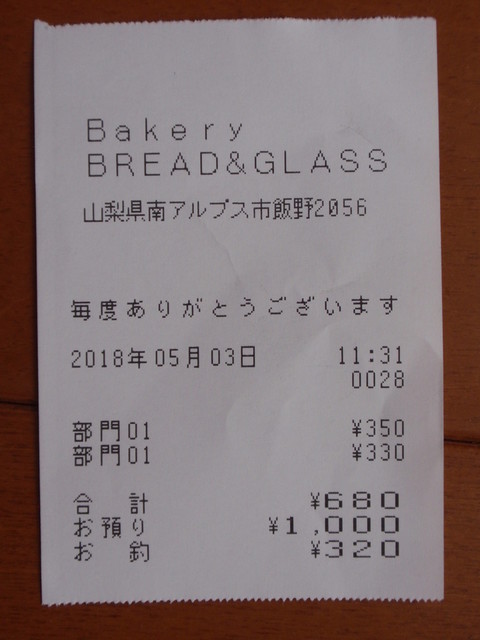 Bakery
BREAD&GLASS
山梨県南アルプス市飯野2056
毎度ありがとうございます
2018年05月03日 11:31
0028
部門01 ¥350
部門01 ¥330
合計 ¥680
お預り ¥1,000
お釣 ¥320